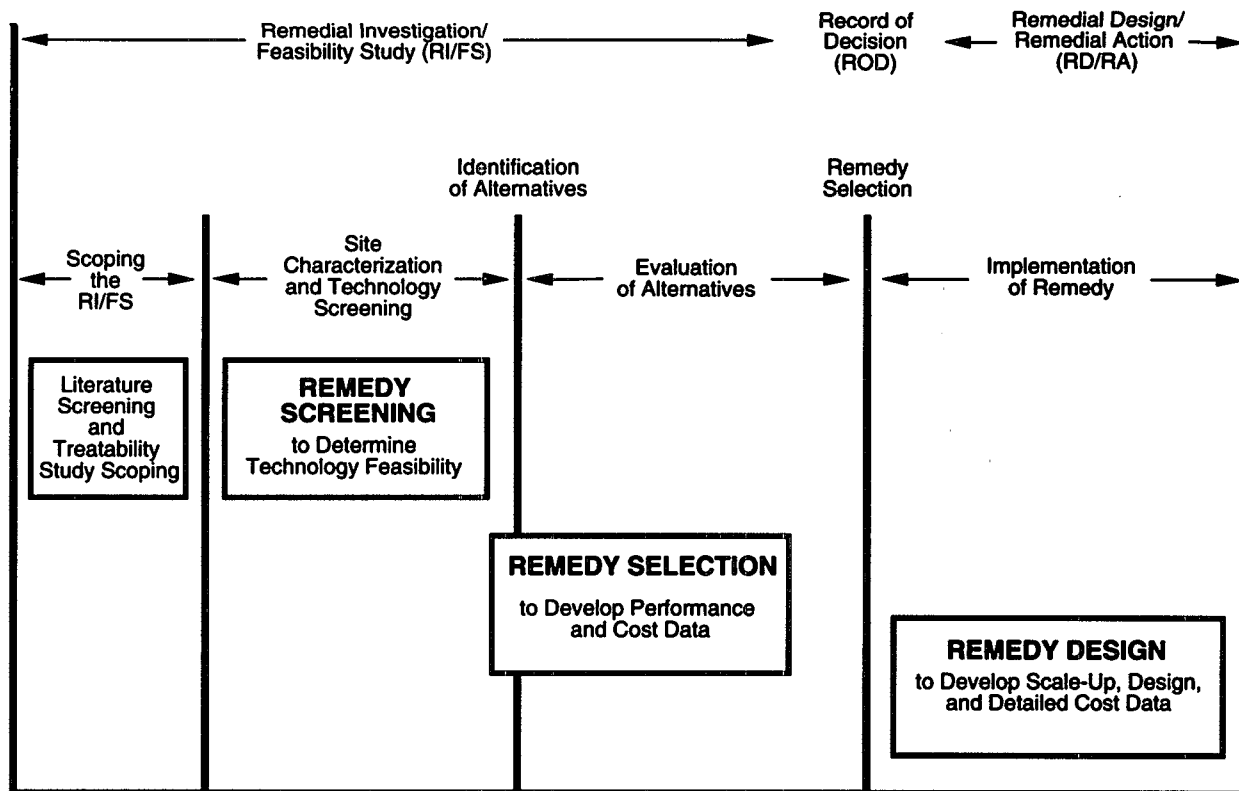 Remedial Investigation/
Feasibility Study (RI/FS)
Record of
Decision
(ROD)
Remedial Design/
Remedial Action
(RD/RA)
Identification
of Alternatives
Remedy
Selection
Scoping
the
RI/FS
Site
Characterization
and Technology
Screening
Evaluation
of Alternatives
Implementation
of Remedy
Literature
Screening
and
Treatability
Study Scoping
REMEDY
SCREENING
to Determine
Technology Feasibility
REMEDY SELECTION
to Develop Performance
and Cost Data
REMEDY DESIGN
to Develop Scale-Up, Design,
and Detailed Cost Data